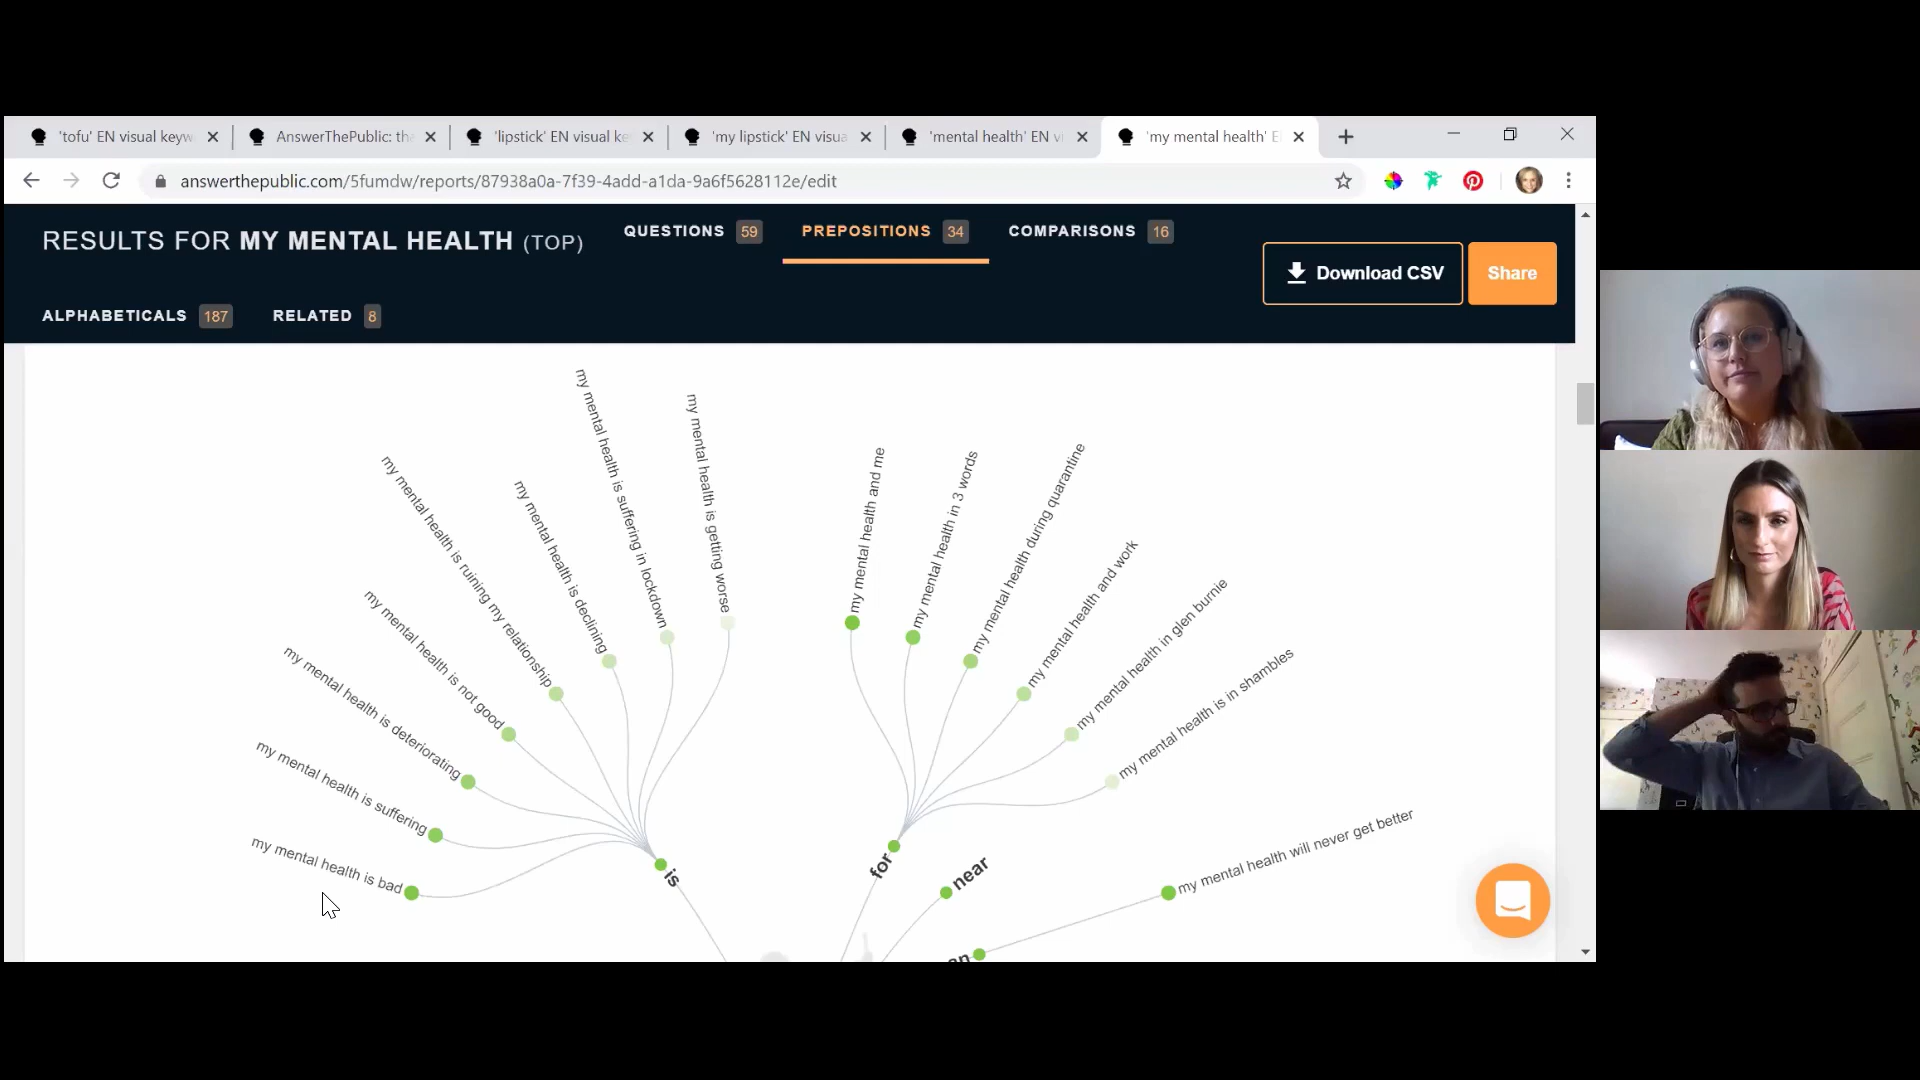 'tofu' EN visual keyw
AnswerThePublic: the
'lipstick' EN visual ke
'my lipstick' EN visua
'mental health' EN vi
'my mental health' E
answerthepublic.com/5fumdw/reports/87938a0a-7f39-4add-a1da-9a6f5628112e/edit
RESULTS FOR MY MENTAL HEALTH (TOP)
QUESTIONS 59
PREPOSITIONS 34
COMPARISONS 16
Download CSV
Share
ALPHABETICALS 187
RELATED 8
my mental health is bad
my mental health is suffering
my mental health is deteriorating
my mental health is not good
my mental health is ruining my relationship
my mental health is declining
my mental health is suffering in lockdown
my mental health is getting worse
is
my mental health and me
my mental health in 3 words
my mental health during quarantine
my mental health and work
my mental health in glen burnie
my mental health is in shambles
for
near
my mental health will never get better